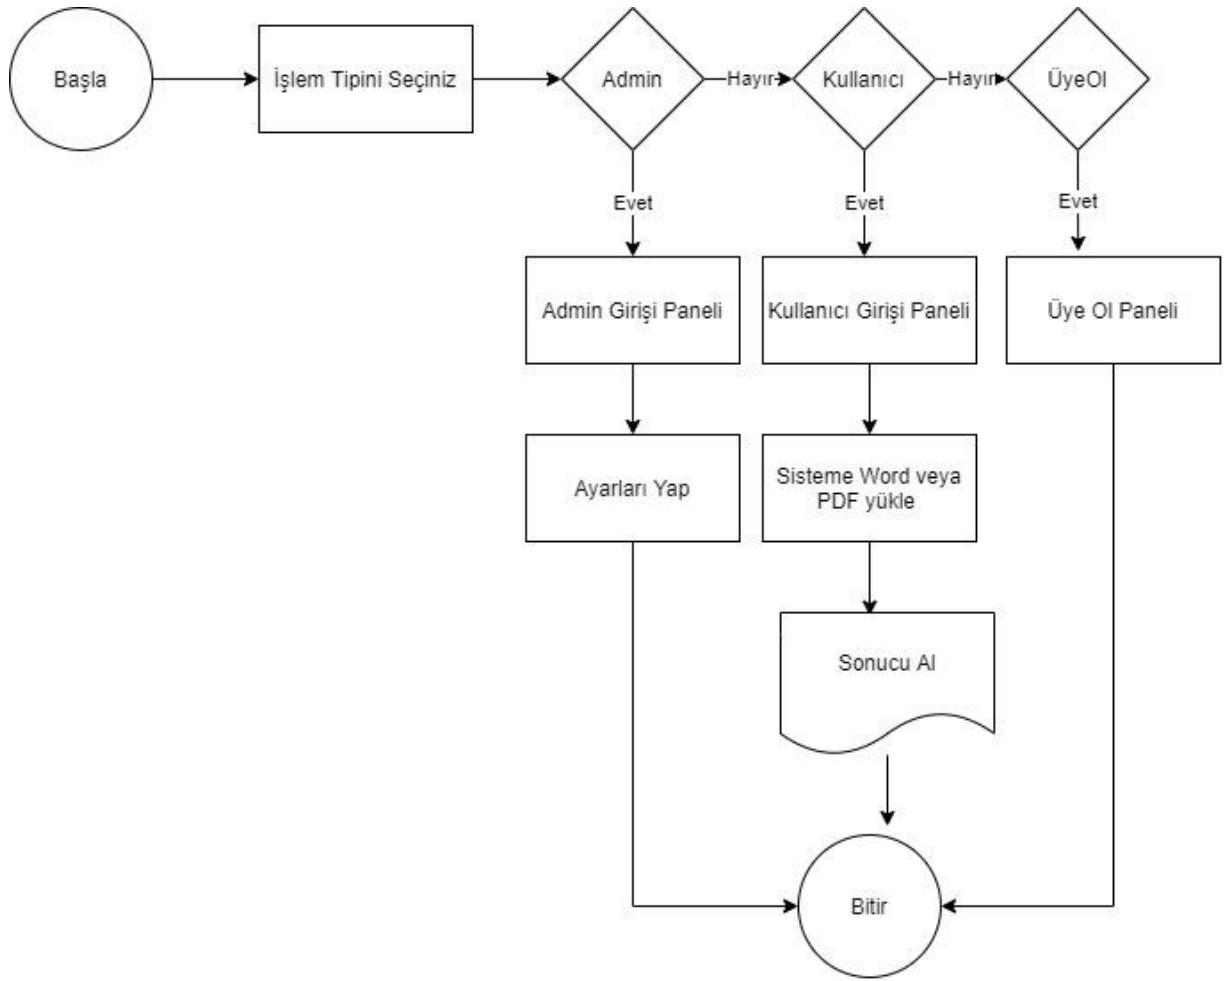 Başla
İşlem Tipini Seçiniz
Admin
Hayır
Kullanıcı
Hayır
ÜyeOl
Evet
Evet
Evet
Admin Girişi Paneli
Kullanıcı Girişi Paneli
Üye Ol Paneli
Ayarları Yap
Sisteme Word veya
PDF yükle
Sonucu Al
Bitir